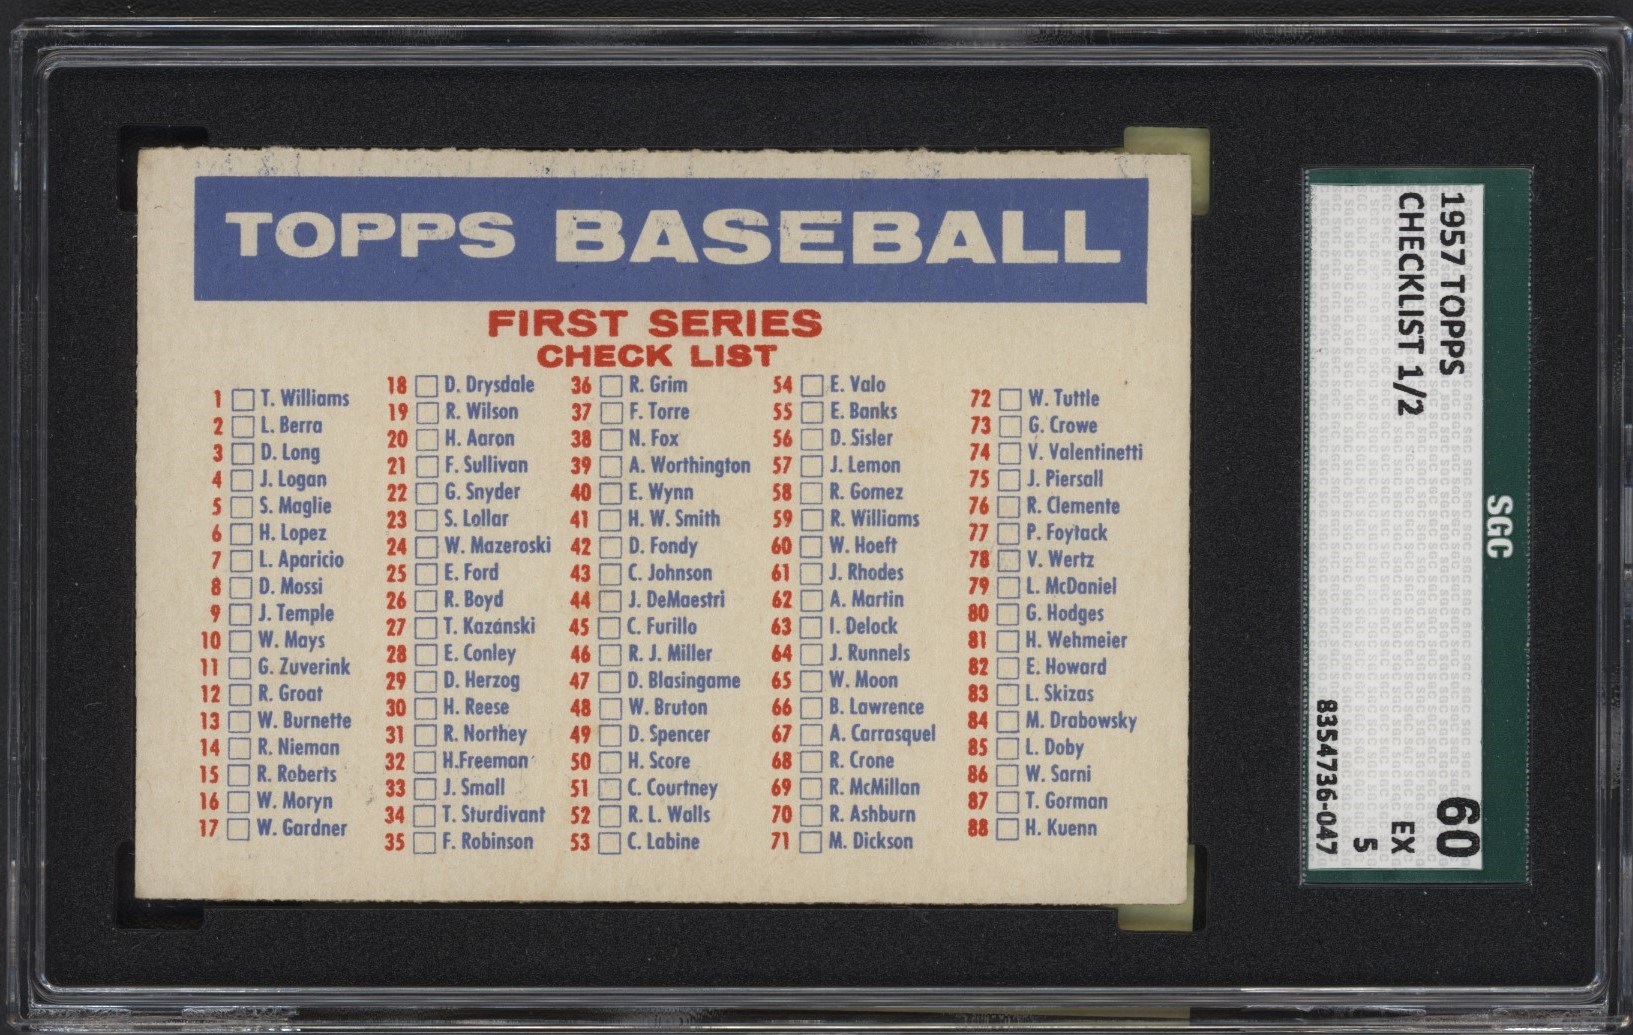 TOPPS BASEBALL
FIRST SERIES
CHECK LIST
1 T. Williams
2 L. Berra
3 D. Long
4 J. Logan
5 S. Maglie
6 H. Lopez
7 L. Aparicio
8 D. Mossi
9 J. Temple
10 W. Mays
11 G. Zuverink
12 R. Groat
13 W. Burnette
14 R. Nieman
15 R. Roberts
16 W. Moryn
17 W. Gardner
18 D. Drysdale
19 R. Wilson
20 H. Aaron
21 F. Sullivan
22 G. Snyder
23 S. Lollar
24 W. Mazeroski
25 E. Ford
26 R. Boyd
27 T. Kazanski
28 E. Conley
29 D. Herzog
30 H. Reese
31 R. Northey
32 H.Freeman
33 J. Small
34 T. Sturdivant
35 F. Robinson
36 R. Grim
37 F. Torre
38 N. Fox
39 A. Worthington
40 E. Wynn
41 H. W. Smith
42 D. Fondy
43 C. Johnson
44 J. DeMaestri
45 C. Furillo
46 R. J. Miller
47 D. Blasingame
48 W. Bruton
49 D. Spencer
50 H. Score
51 C. Courtney
52 R. L. Walls
53 C. Labine
54 E. Valo
55 E. Banks
56 D. Sisler
57 J. Lemon
58 R. Gomez
59 R. Williams
60 W. Hoeft
61 J. Rhodes
62 A. Martin
63 I. Delock
64 J. Runnels
65 W. Moon
66 B. Lawrence
67 A. Carrasquel
68 R. Crone
69 R. McMillan
70 R. Ashburn
71 M. Dickson
72 W. Tuttle
73 G. Crowe
74 V. Valentinetti
75 J. Piersall
76 R. Clemente
77 P. Foytack
78 V. Wertz
79 L. McDaniel
80 G. Hodges
81 H. Wehmeier
82 E. Howard
83 L. Skizas
84 M. Drabowsky
85 L. Doby
86 W. Sarni
87 T. Gorman
88 H. Kuenn
SGC
1957 TOPPS
CHECKLIST 1/2
60
EX
5
8354736-047